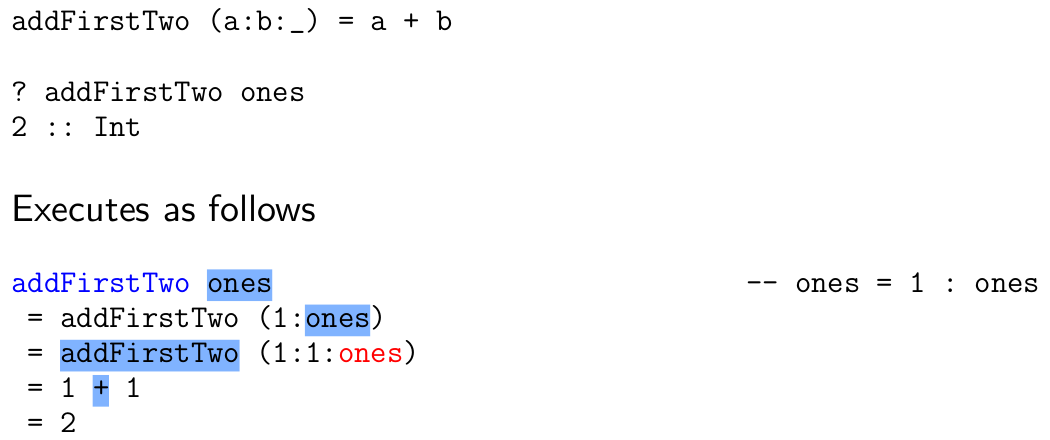 addFirstTwo (a:b:_) = a + b
? addFirstTwo ones
2 :: Int
Executes as follows
addFirstTwo ones -- ones = 1 : ones
= addFirstTwo (1:ones)
= addFirstTwo (1:1:ones)
= 1 + 1
= 2